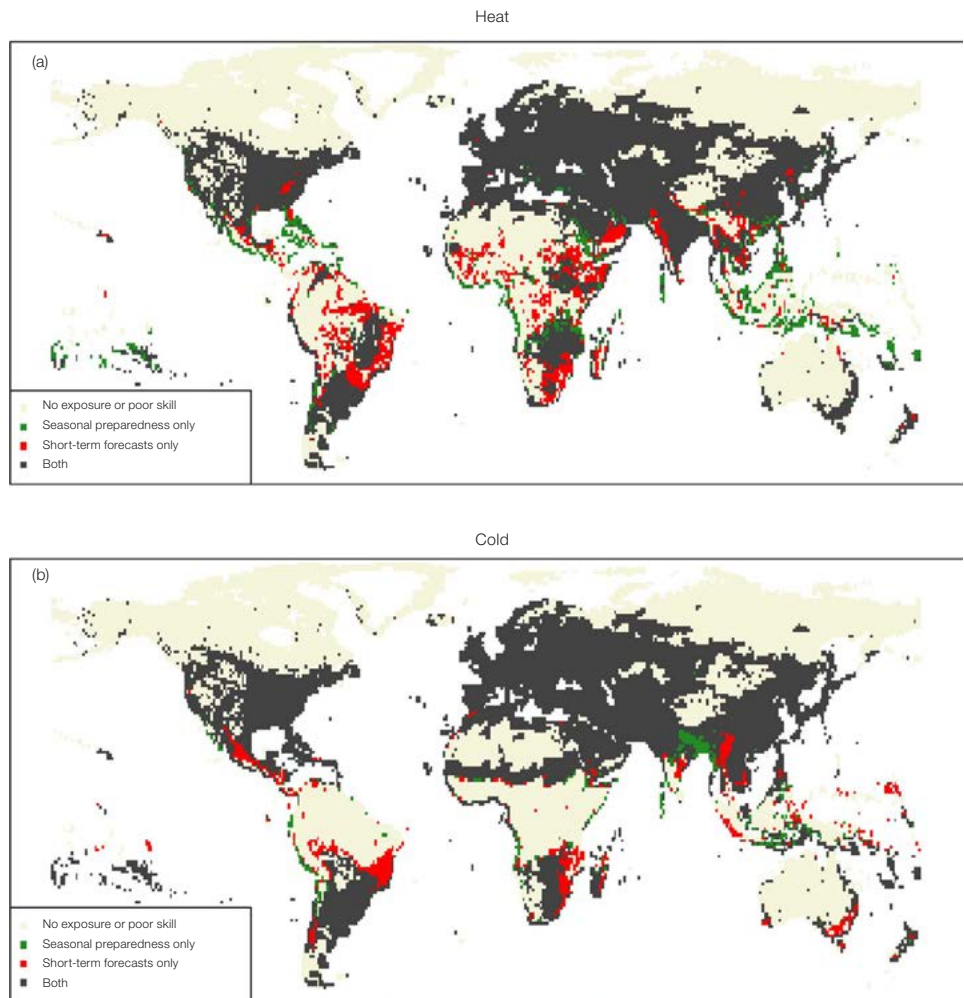 Heat
(a)
No exposure or poor skill
Seasonal preparedness only
Short-term forecasts only
Both
Cold
(b)
No exposure or poor skill
Seasonal preparedness only
Short-term forecasts only
Both